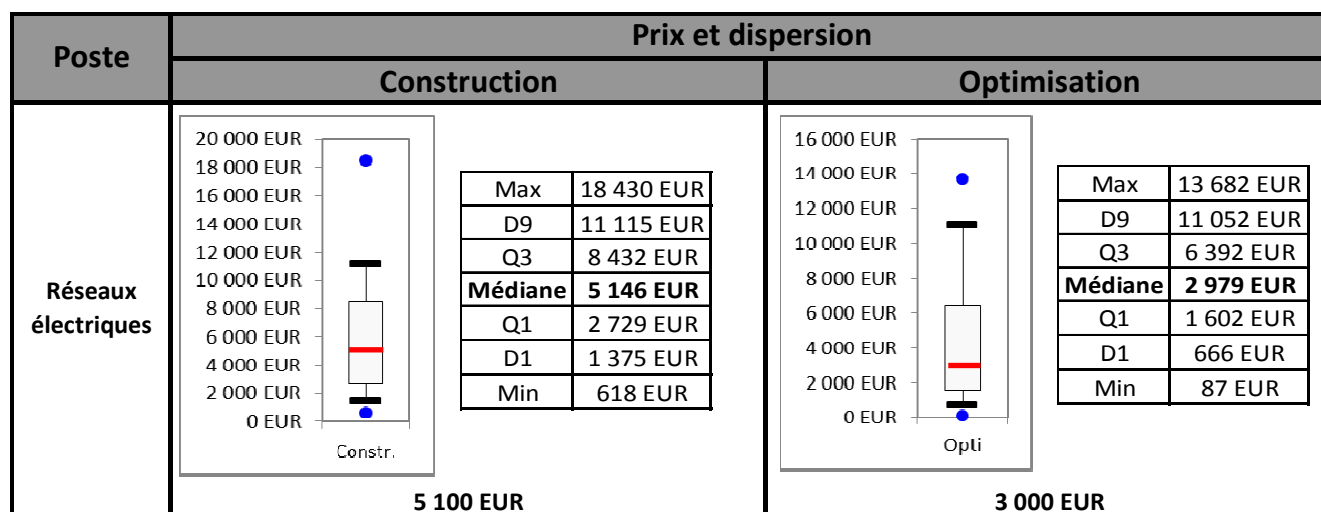 Poste
Prix et dispersion
Construction
Optimisation
Réseaux
électriques
20 000 EUR
18 000 EUR
16 000 EUR
14 000 EUR
12 000 EUR
10 000 EUR
8 000 EUR
6 000 EUR
4 000 EUR
2 000 EUR
0 EUR
Constr.
Max 18 430 EUR
D9 11 115 EUR
Q3 8 432 EUR
Médiane 5 146 EUR
Q1 2 729 EUR
D1 1 375 EUR
Min 618 EUR
5 100 EUR
16 000 EUR
14 000 EUR
12 000 EUR
10 000 EUR
8 000 EUR
6 000 EUR
4 000 EUR
2 000 EUR
0 EUR
Opti
Max 13 682 EUR
D9 11 052 EUR
Q3 6 392 EUR
Médiane 2 979 EUR
Q1 1 602 EUR
D1 666 EUR
Min 87 EUR
3 000 EUR